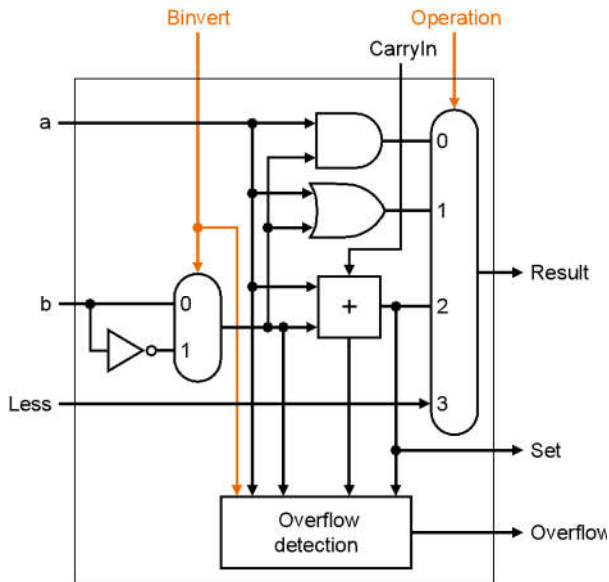 Binvert
Operation
CarryIn
a
0
1
b
0
1
+
2
Result
Less
3
Set
Overflow
detection
Overflow